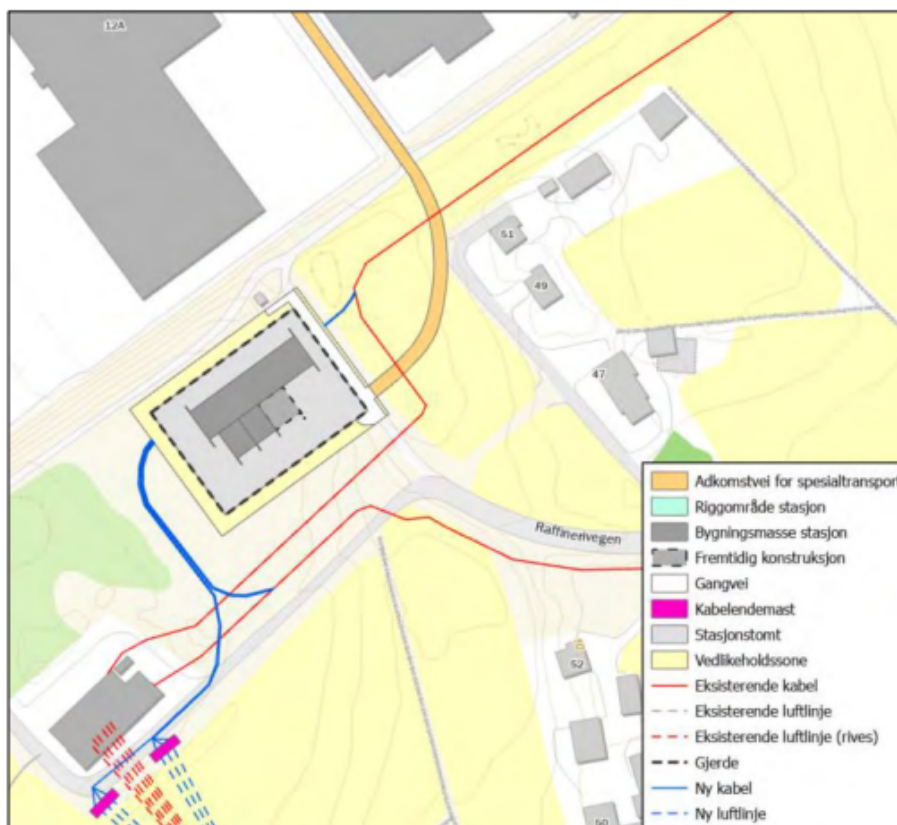 12A
51
49
47
Raffinerivegen
52
50
Adkomstvei for spesialtransport
Riggområde stasjon
Bygningsmasse stasjon
Fremtidig konstruksjon
Gangvei
Kabelendemast
Stasjonstomt
Vedlikeholdssone
Eksisterende kabel
Eksisterende luftlinje
Eksisterende luftlinje (rives)
Gjerde
Ny kabel
Ny luftlinje